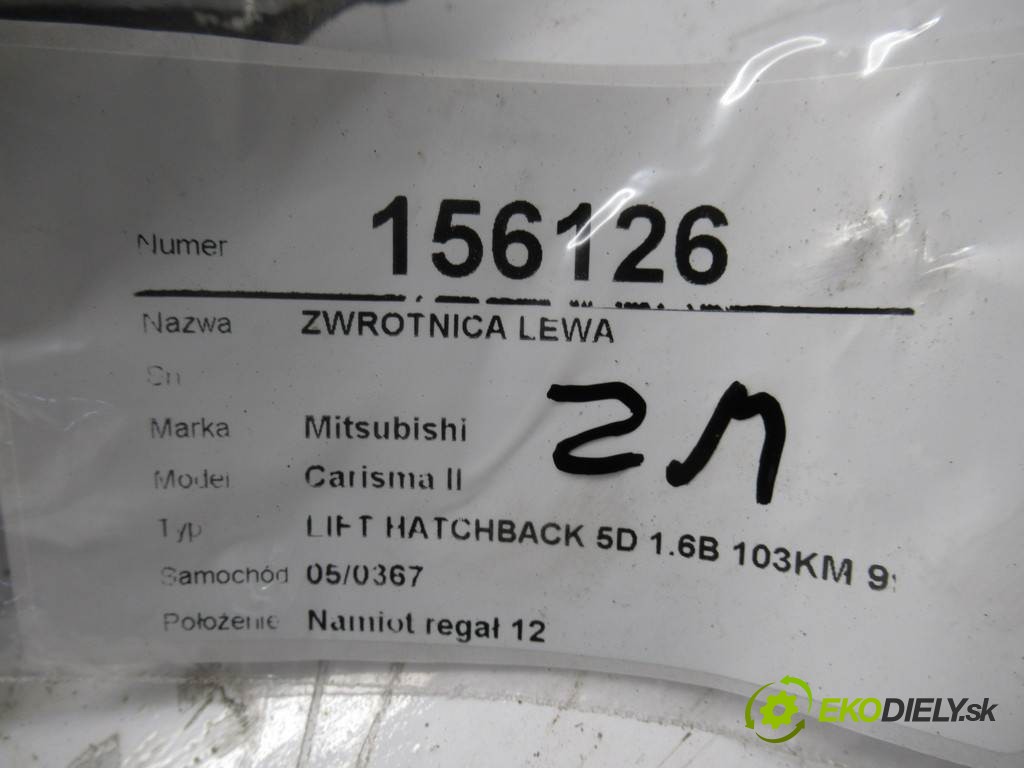 Numer 156126
Nazwa ZWROTNICA LEWA
Sn
Marka Mitsubishi
Model Carisma II
Typ LIFT HATCHBACK 5D 1.6B 103KM
Samochód 05/0367
Położenie Namiot regał 12
EKODIELY.sk